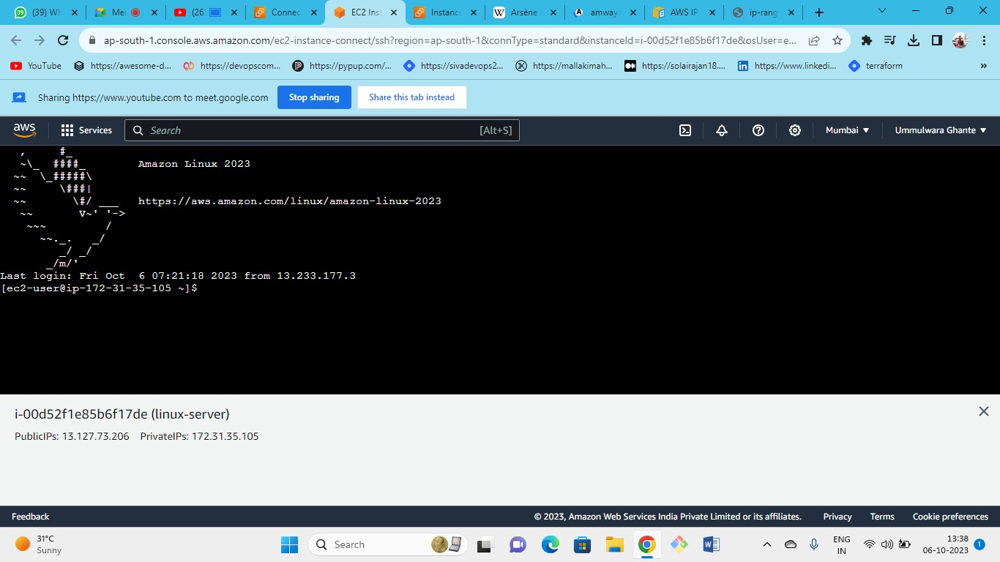 (39) Wh
Me
(26
Connec
EC2 Inst
Instance
Arsène
amway.
AWS IP
ip-rang
ap-south-1.console.aws.amazon.com/ec2-instance-connect/ssh?region=ap-south-1&connType=standard&instanceId=i-00d52f1e85b6f17de&osUser=e...
YouTube
https://awesome-d...
https://devopscom...
https://pypup.com/...
https://sivadevops2...
https://mallakimah...
https://solairajan18....
https://www.linkedi...
terraform
Sharing https://www.youtube.com to meet.google.com
Stop sharing
Share this tab instead
aws
Services
Search
[Alt+S]
Mumbai
Ummulwara Ghante
   ,     #_
   ~\_  ####_        Amazon Linux 2023
  ~~  \_#####\
  ~~     \###|
  ~~       \#/ ___   https://aws.amazon.com/linux/amazon-linux-2023
   ~~       V~' '->
    ~~~         /
      ~~._.   _/
         _/ _/
       _/m/'
Last login: Fri Oct  6 07:21:18 2023 from 13.233.177.3
[ec2-user@ip-172-31-35-105 ~]$
i-00d52f1e85b6f17de (linux-server)
PublicIPs: 13.127.73.206 PrivateIPs: 172.31.35.105
Feedback
© 2023, Amazon Web Services India Private Limited or its affiliates.
Privacy
Terms
Cookie preferences
31°C
Sunny
Search
ENG
IN
13:38
06-10-2023
1